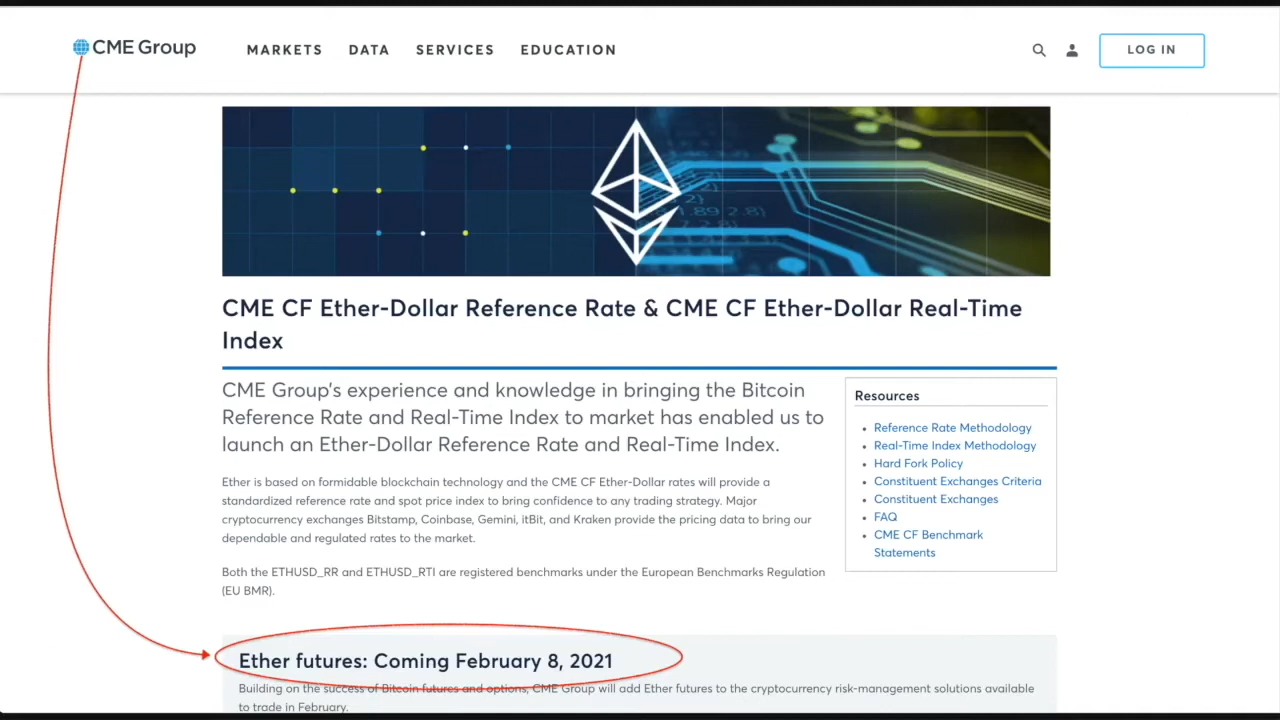 CME Group
MARKETS DATA SERVICES EDUCATION
LOG IN
1.89 2.8)}
CME CF Ether-Dollar Reference Rate & CME CF Ether-Dollar Real-Time
Index
CME Group's experience and knowledge in bringing the Bitcoin
Reference Rate and Real-Time Index to market has enabled us to
launch an Ether-Dollar Reference Rate and Real-Time Index.
Ether is based on formidable blockchain technology and the CME CF Ether-Dollar rates will provide a
standardized reference rate and spot price index to bring confidence to any trading strategy. Major
cryptocurrency exchanges Bitstamp, Coinbase, Gemini, itBit, and Kraken provide the pricing data to bring our
dependable and regulated rates to the market.
Both the ETHUSD_RR and ETHUSD_RTI are registered benchmarks under the European Benchmarks Regulation
(EU BMR).
Resources
Reference Rate Methodology
Real-Time Index Methodology
Hard Fork Policy
Constituent Exchanges Criteria
Constituent Exchanges
FAQ
CME CF Benchmark
Statements
Ether futures: Coming February 8, 2021
Building on the success of Bitcoin futures and options, CME Group will add Ether futures to the cryptocurrency risk-management solutions available
to trade in February.